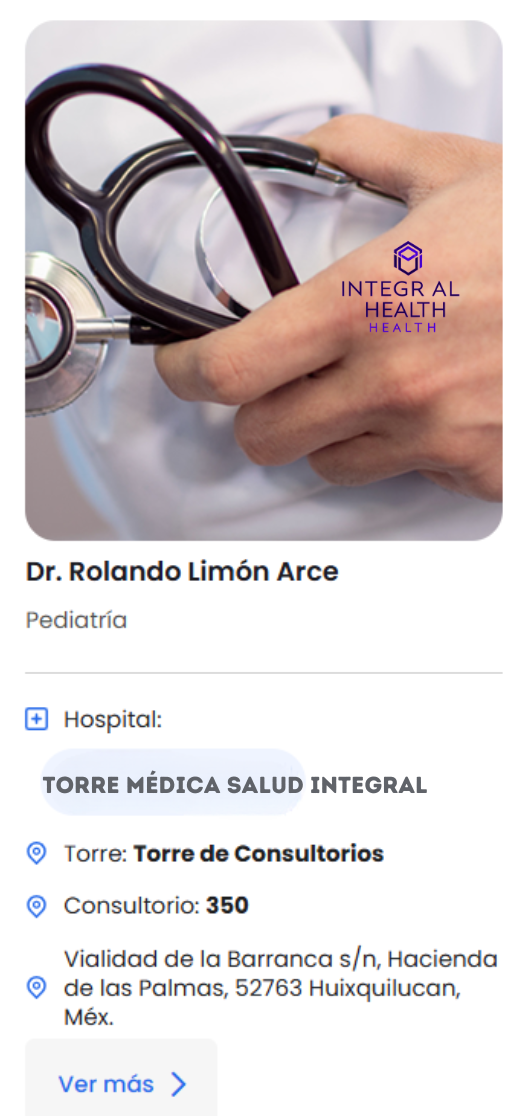 INTEGR AL
HEALTH
HEALTH
Dr. Rolando Limón Arce
Pediatría
Hospital:
TORRE MÉDICA SALUD INTEGRAL
Torre: Torre de Consultorios
Consultorio: 350
Vialidad de la Barranca s/n, Hacienda
de las Palmas, 52763 Huixquilucan,
Méx.
Ver más